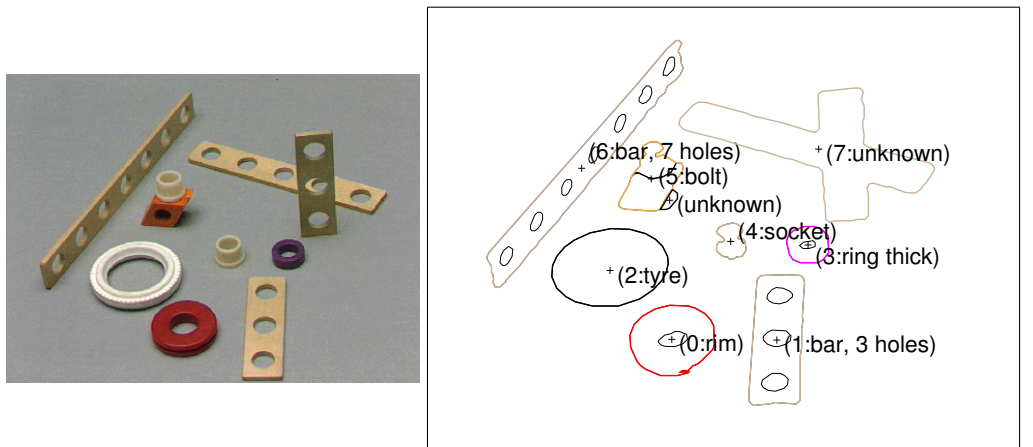 (6:bar, 7 holes)
(7:unknown)
(5:bolt)
(unknown)
(4:socket)
(3:ring thick)
(2:tyre)
(0:rim)
(1:bar, 3 holes)